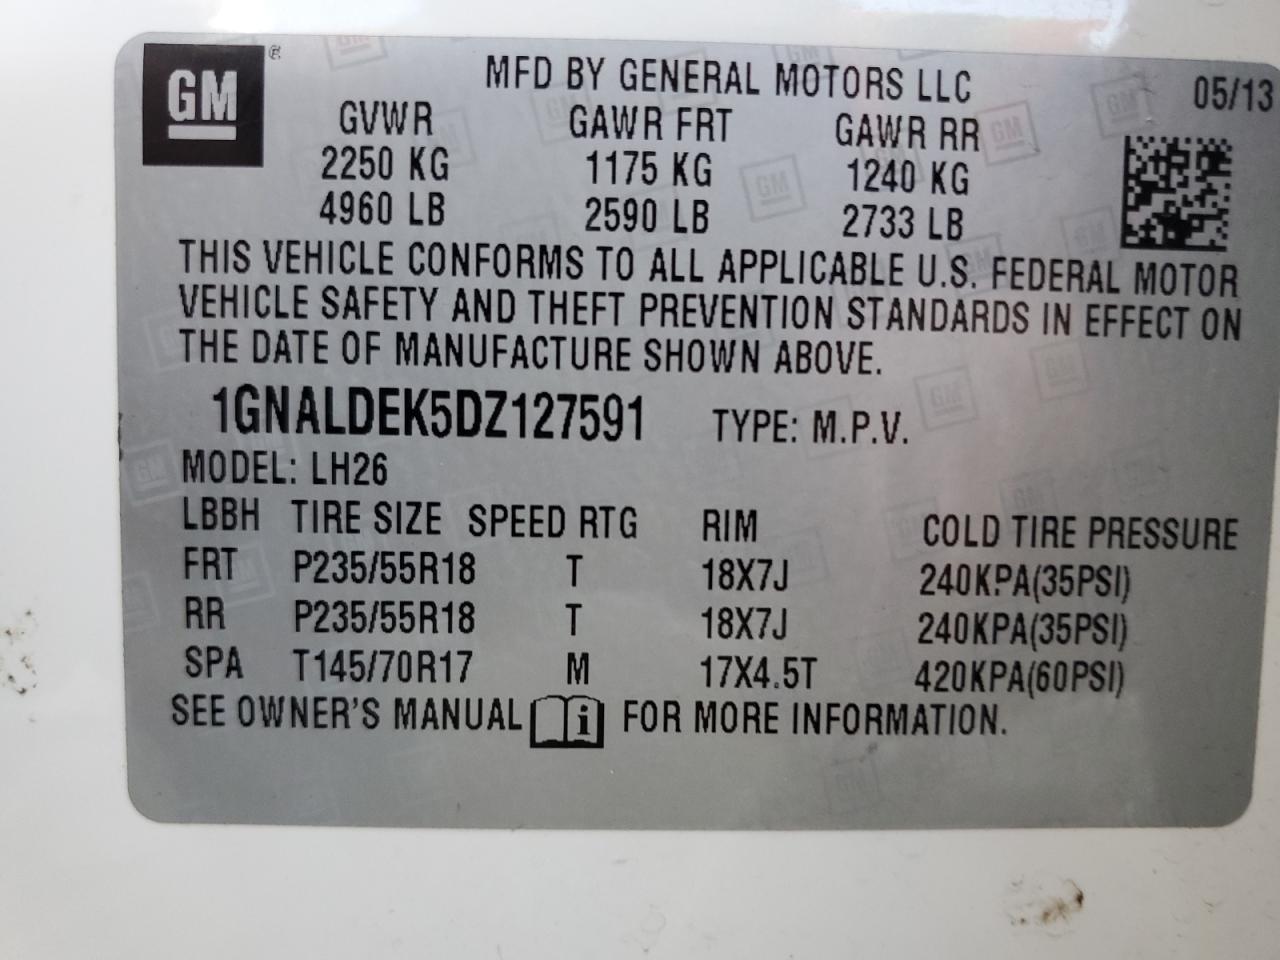 GM ®
MFD BY GENERAL MOTORS LLC 05/13
GVWR GAWR FRT GAWR RR
2250 KG 1175 KG 1240 KG
4960 LB 2590 LB 2733 LB
THIS VEHICLE CONFORMS TO ALL APPLICABLE U.S. FEDERAL MOTOR
VEHICLE SAFETY AND THEFT PREVENTION STANDARDS IN EFFECT ON
THE DATE OF MANUFACTURE SHOWN ABOVE.
1GNALDEK5DZ127591 TYPE: M.P.V.
MODEL: LH26
LBBH TIRE SIZE SPEED RTG RIM COLD TIRE PRESSURE
FRT P235/55R18 T 18X7J 240KPA(35PSI)
RR P235/55R18 T 18X7J 240KPA(35PSI)
SPA T145/70R17 M 17X4.5T 420KPA(60PSI)
SEE OWNER'S MANUAL i FOR MORE INFORMATION.